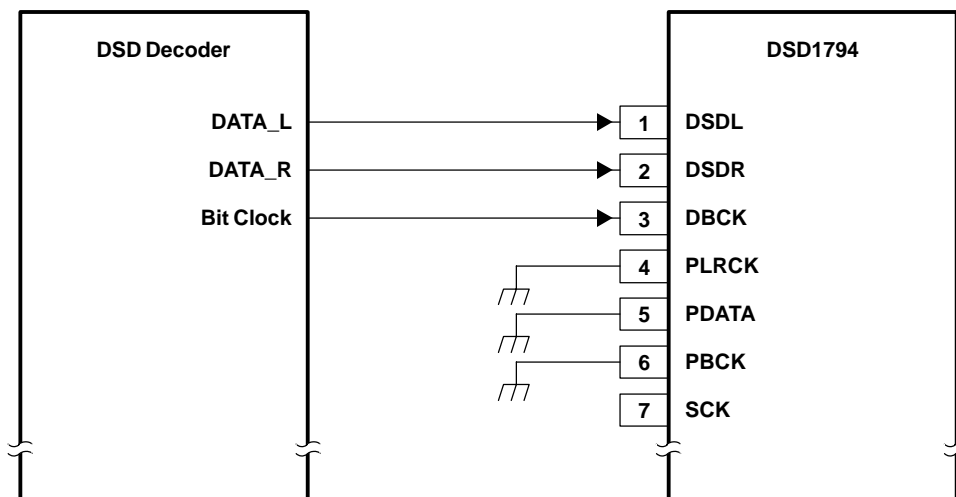 DSD Decoder
DSD1794
DATA_L
1
DSDL
DATA_R
2
DSDR
Bit Clock
3
DBCK
4
PLRCK
5
PDATA
6
PBCK
7
SCK